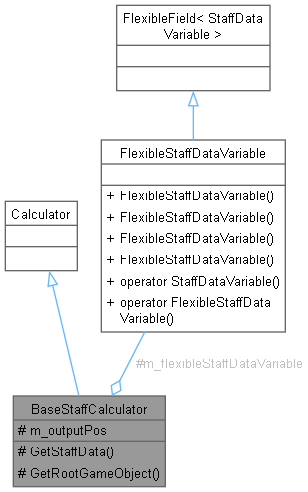 FlexibleField< StaffData
Variable >
FlexibleStaffDataVariable
+ FlexibleStaffDataVariable()
+ FlexibleStaffDataVariable()
+ FlexibleStaffDataVariable()
+ FlexibleStaffDataVariable()
+ operator StaffDataVariable()
+ operator FlexibleStaffData
Variable()
Calculator
#m_flexibleStaffDataVariable
BaseStaffCalculator
# m_outputPos
# GetStaffData()
# GetRootGameObject()